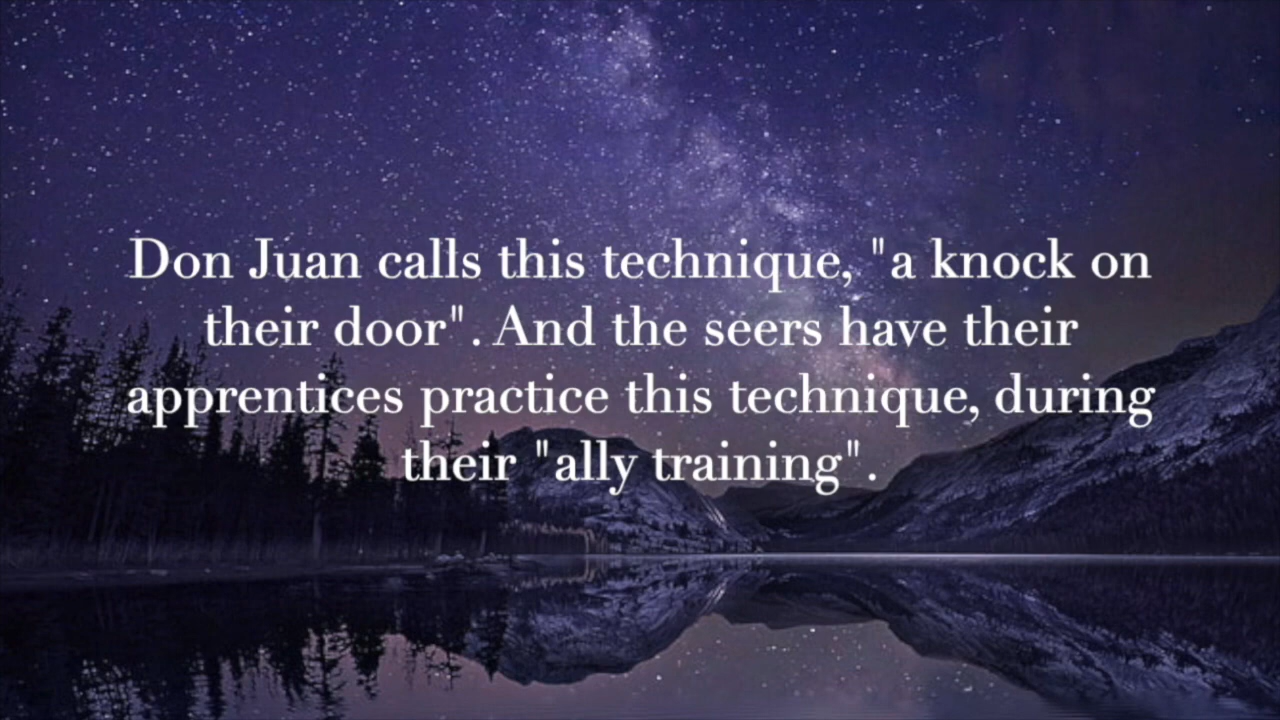 Don Juan calls this technique, "a knock on
their door". And the seers have their
apprentices practice this technique, during
their "ally training".